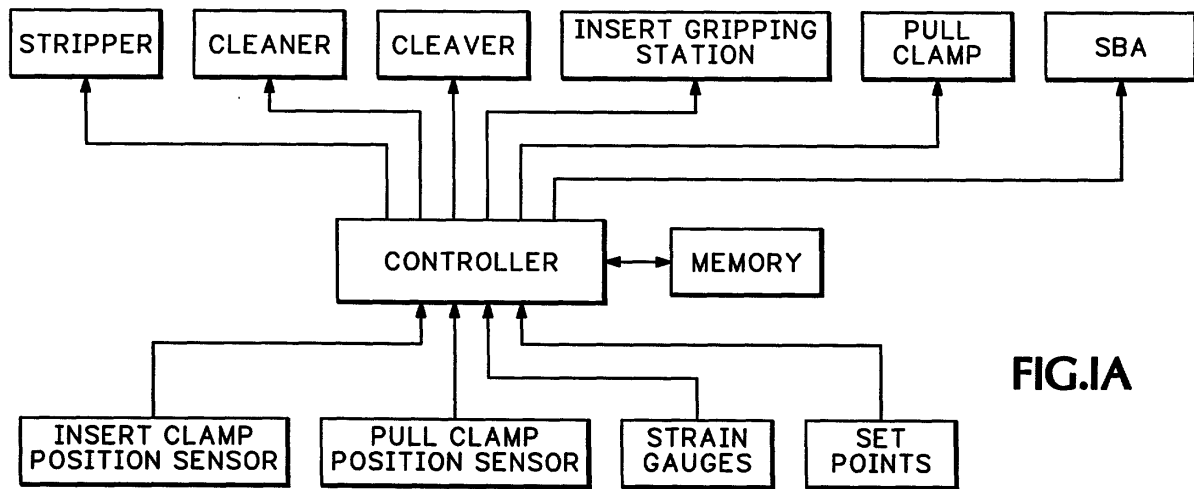 STRIPPER
CLEANER
CLEAVER
INSERT GRIPPING
STATION
PULL
CLAMP
SBA
CONTROLLER
MEMORY
INSERT CLAMP
POSITION SENSOR
PULL CLAMP
POSITION SENSOR
STRAIN
GAUGES
SET
POINTS
FIG.1A